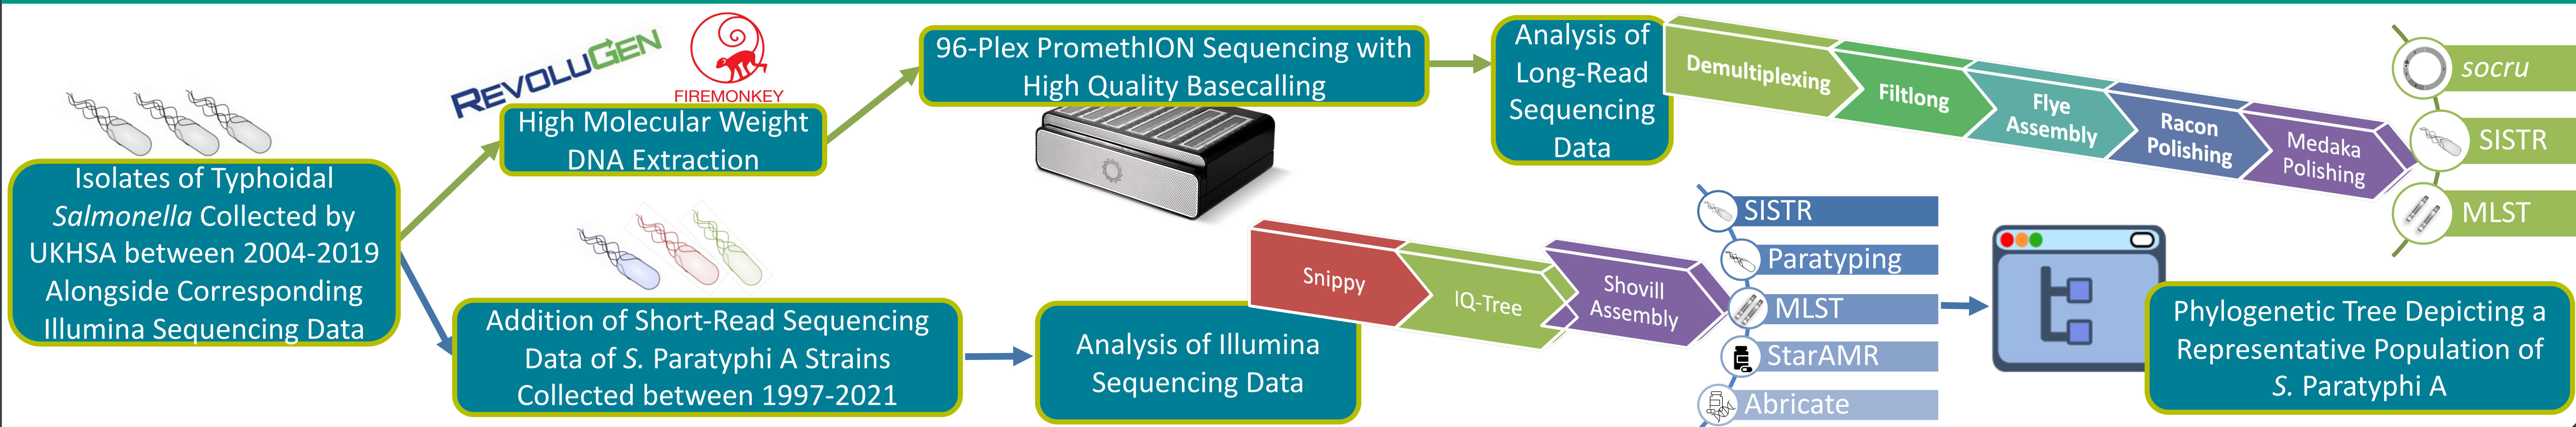 Isolates of Typhoidal
Salmonella Collected by
UKHSA between 2004-2019
Alongside Corresponding
Illumina Sequencing Data
REVOLUGEN
FIREMONKEY
High Molecular Weight
DNA Extraction
96-Plex PromethION Sequencing with
High Quality Basecalling
Analysis of
Long-Read
Sequencing
Data
Demultiplexing
Filtlong
Flye
Assembly
Racon
Polishing
Medaka
Polishing
socru
SISTR
MLST
Addition of Short-Read Sequencing
Data of S. Paratyphi A Strains
Collected between 1997-2021
Analysis of Illumina
Sequencing Data
Snippy
IQ-Tree
Shovill
Assembly
SISTR
Paratyping
MLST
StarAMR
Abricate
Phylogenetic Tree Depicting a
Representative Population of
S. Paratyphi A